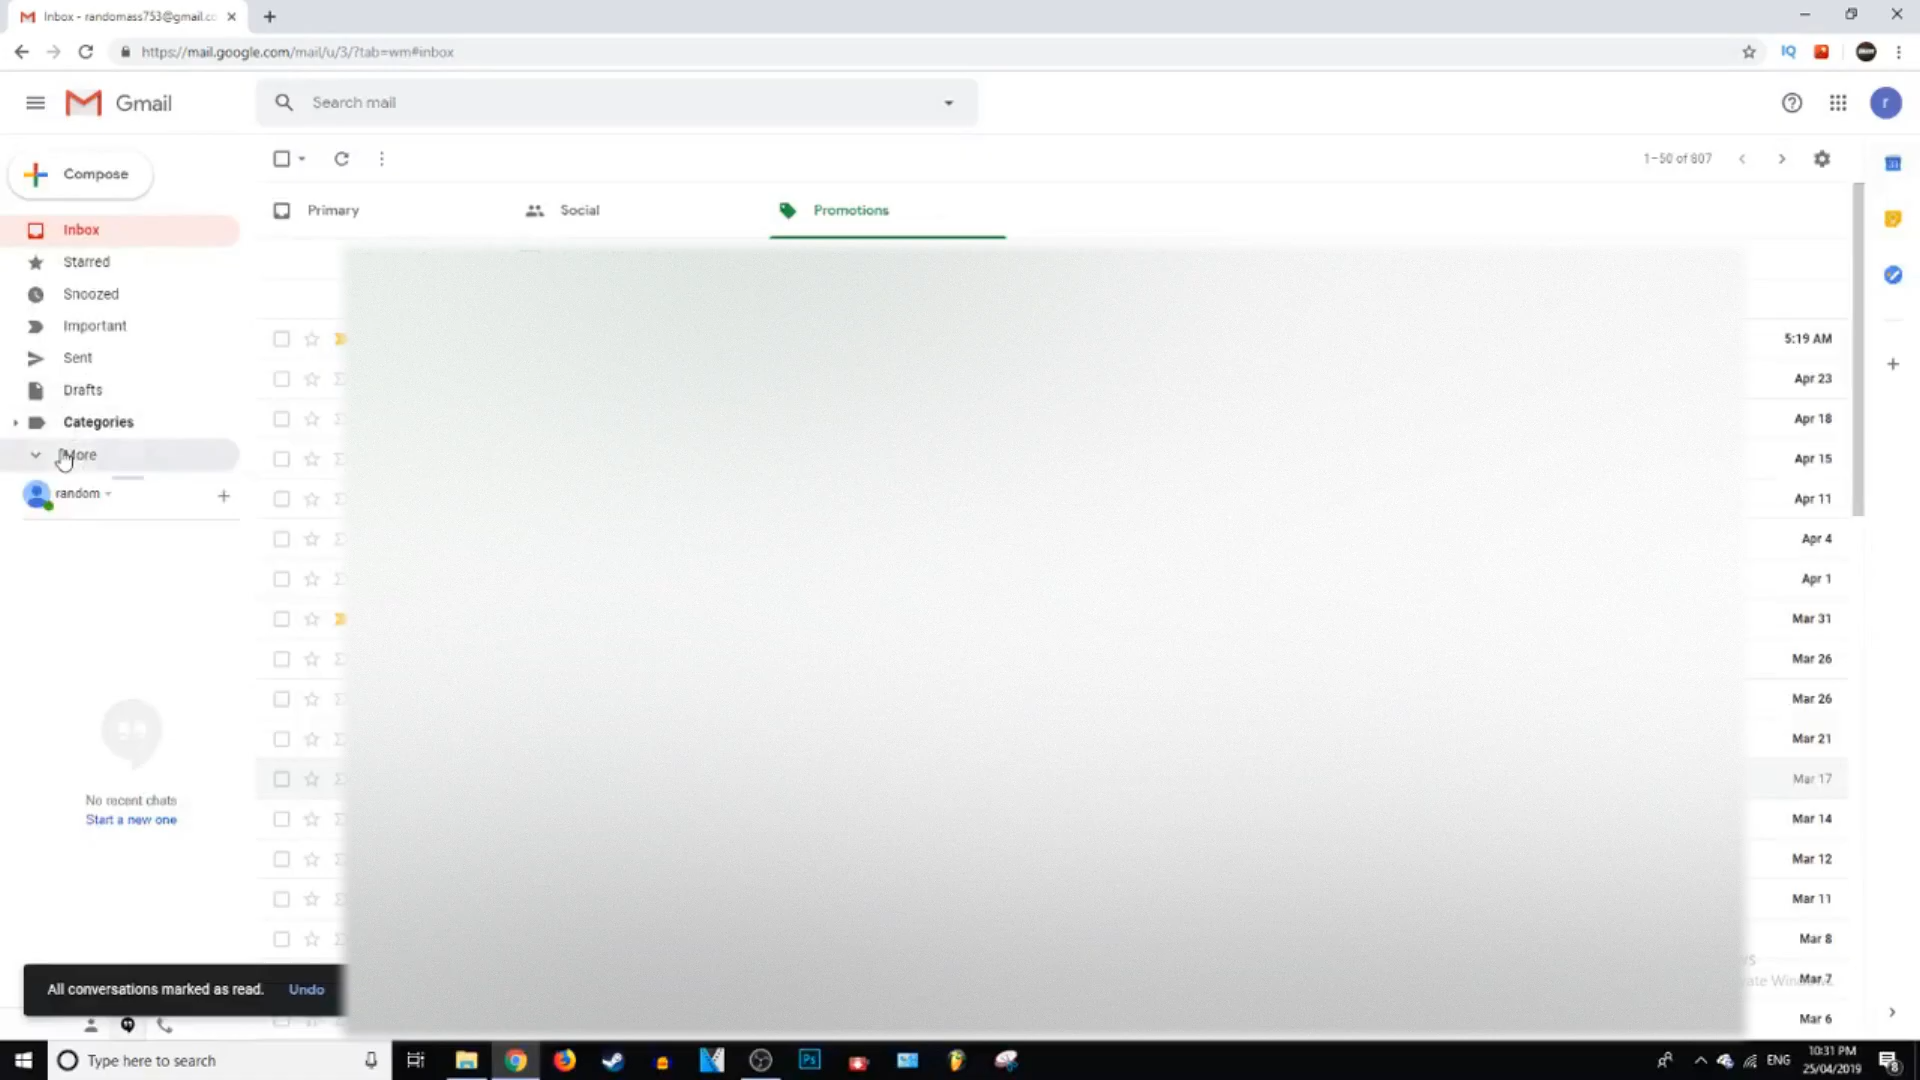 Inbox - randomass753@gmail.co
https://mail.google.com/mail/u/3/?tab=wm#inbox
IQ
Gmail
Search mail
r
Compose
1-50 of 807
Primary
Social
Promotions
Inbox
Starred
Snoozed
Important
Sent
Drafts
Categories
More
random
5:19 AM
Apr 23
Apr 18
Apr 15
Apr 11
Apr 4
Apr 1
Mar 31
Mar 26
Mar 26
Mar 21
Mar 17
Mar 14
Mar 12
Mar 11
Mar 8
Mar 7
Mar 6
No recent chats
Start a new one
All conversations marked as read. Undo
Type here to search
Ps
ENG
10:31 PM
25/04/2019
8